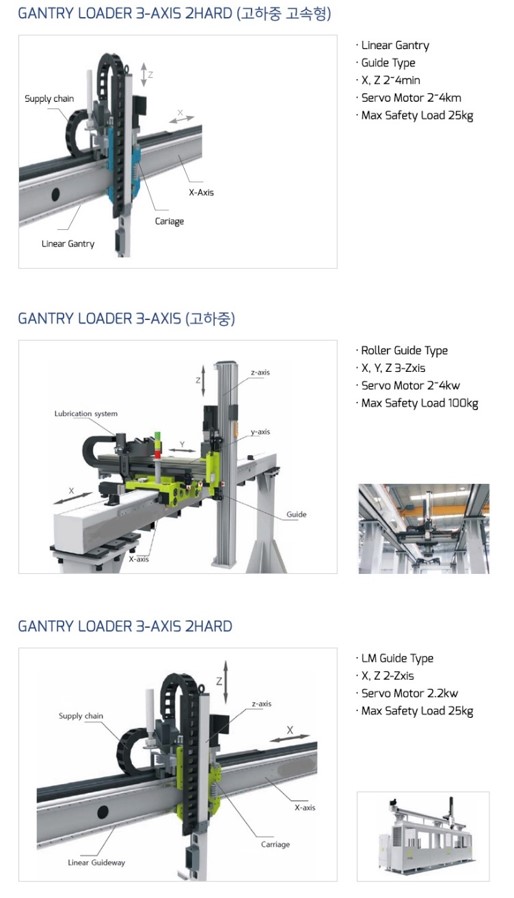 GANTRY LOADER 3-AXIS 2HARD (고하중 고속형)
· Linear Gantry
· Guide Type
· X, Z 2~4min
· Servo Motor 2~4km
· Max Safety Load 25kg
Z
Supply chain
X
X-Axis
Cariage
Linear Gantry
GANTRY LOADER 3-AXIS (고하중)
· Roller Guide Type
· X, Y, Z 3-Zxis
· Servo Motor 2~4kw
· Max Safety Load 100kg
z-axis
Z
Lubrication system
y-axis
Y
X
Guide
X-axis
GANTRY LOADER 3-AXIS 2HARD
· LM Guide Type
· X, Z 2-Zxis
· Servo Motor 2.2kw
· Max Safety Load 25kg
Z
z-axis
Supply chain
X
X-axis
Carriage
Linear Guideway